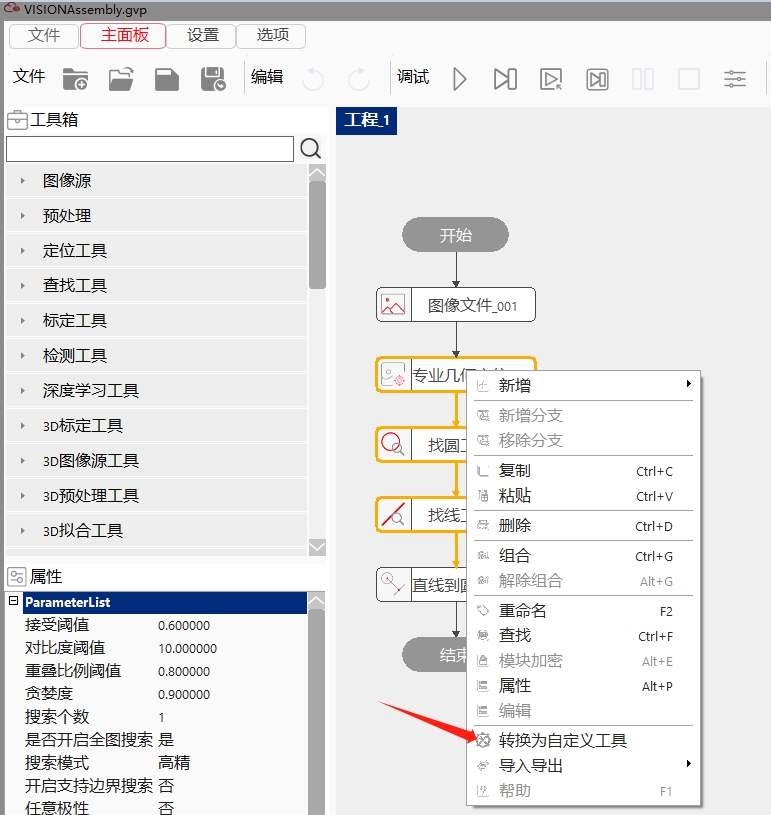 VISIONAssembly.gvp
文件 主面板 设置 选项
文件 编辑 调试
工具箱
图像源
预处理
定位工具
查找工具
标定工具
检测工具
深度学习工具
3D标定工具
3D图像源工具
3D预处理工具
3D拟合工具
属性
ParameterList
接受阈值 0.600000
对比度阈值 10.000000
重叠比例阈值 0.800000
贪婪度 0.900000
搜索个数 1
是否开启全图搜索 是
搜索模式 高精
开启支持边界搜索 否
任意极性 否
工程_1
开始
图像文件_001
专业几何
找圆
找线
直线到
结束
新增
新增分支
移除分支
复制 Ctrl+C
粘贴 Ctrl+V
删除 Ctrl+D
组合 Ctrl+G
解除组合 Alt+G
重命名 F2
查找 Ctrl+F
模块加密 Alt+E
属性 Alt+P
编辑
转换为自定义工具
导入导出
帮助 F1